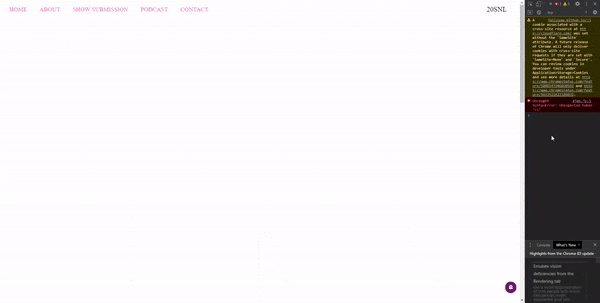 HOME ABOUT SHOW SUBMISSION PODCAST CONTACT 20SNL
top
A
cookie associated with a
cross-site resource at
was set
without the `SameSite`
attribute. A future release
of Chrome will only deliver
cookies with cross-site
requests if they are set with
`SameSite=None` and `Secure`.
You can review cookies in
developer tools under
Application>Storage>Cookies
and see more details at
and
Uncaught
SyntaxError: Unexpected token
Console What's New
Highlights from the Chrome 83 update
Emulate vision
deficiencies from the
Rendering tab